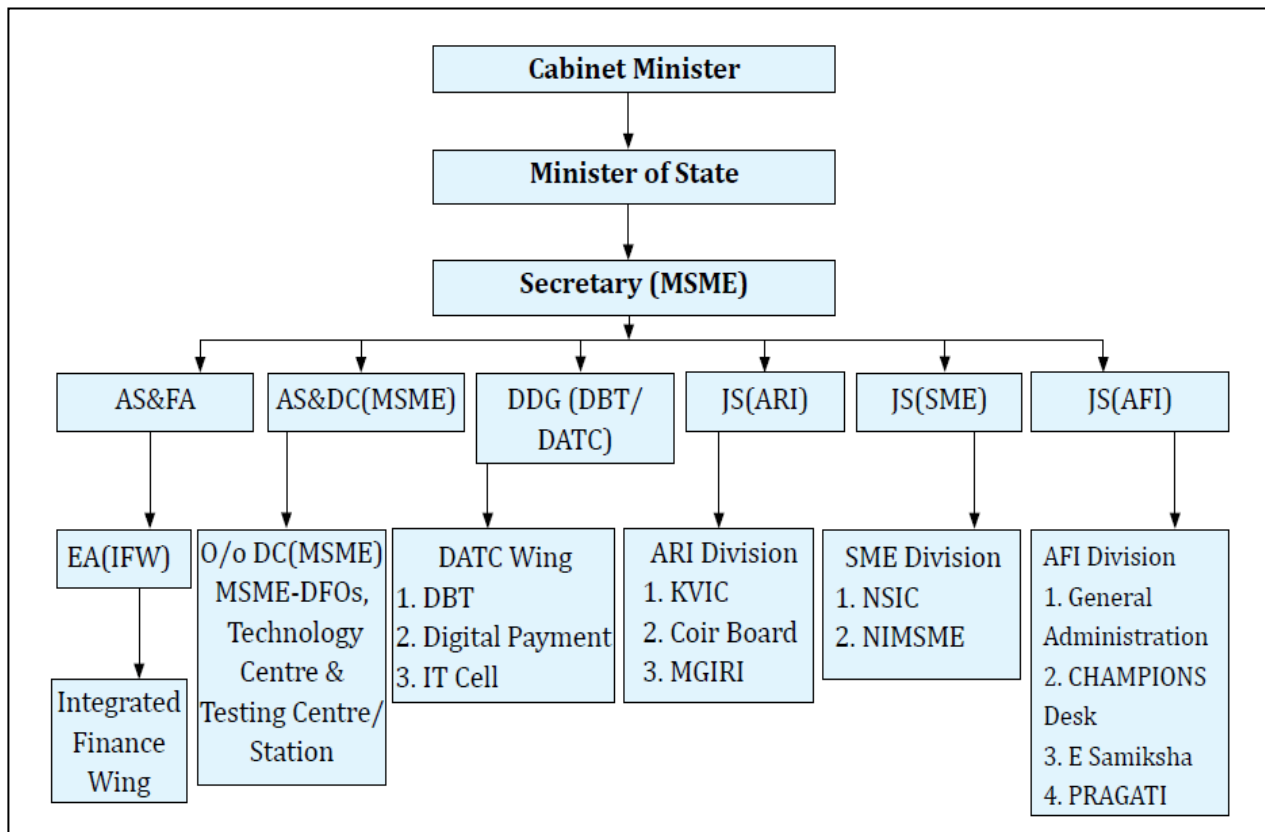 Cabinet Minister
Minister of State
Secretary (MSME)
AS&FA
AS&DC(MSME)
DDG (DBT/
DATC)
JS(ARI)
JS(SME)
JS(AFI)
EA(IFW)
Integrated
Finance
Wing
O/o DC(MSME)
MSME-DFOs,
Technology
Centre &
Testing Centre/
Station
DATC Wing
1. DBT
2. Digital Payment
3. IT Cell
ARI Division
1. KVIC
2. Coir Board
3. MGIRI
SME Division
1. NSIC
2. NIMSME
AFI Division
1. General
Administration
2. CHAMPIONS
Desk
3. E Samiksha
4. PRAGATI